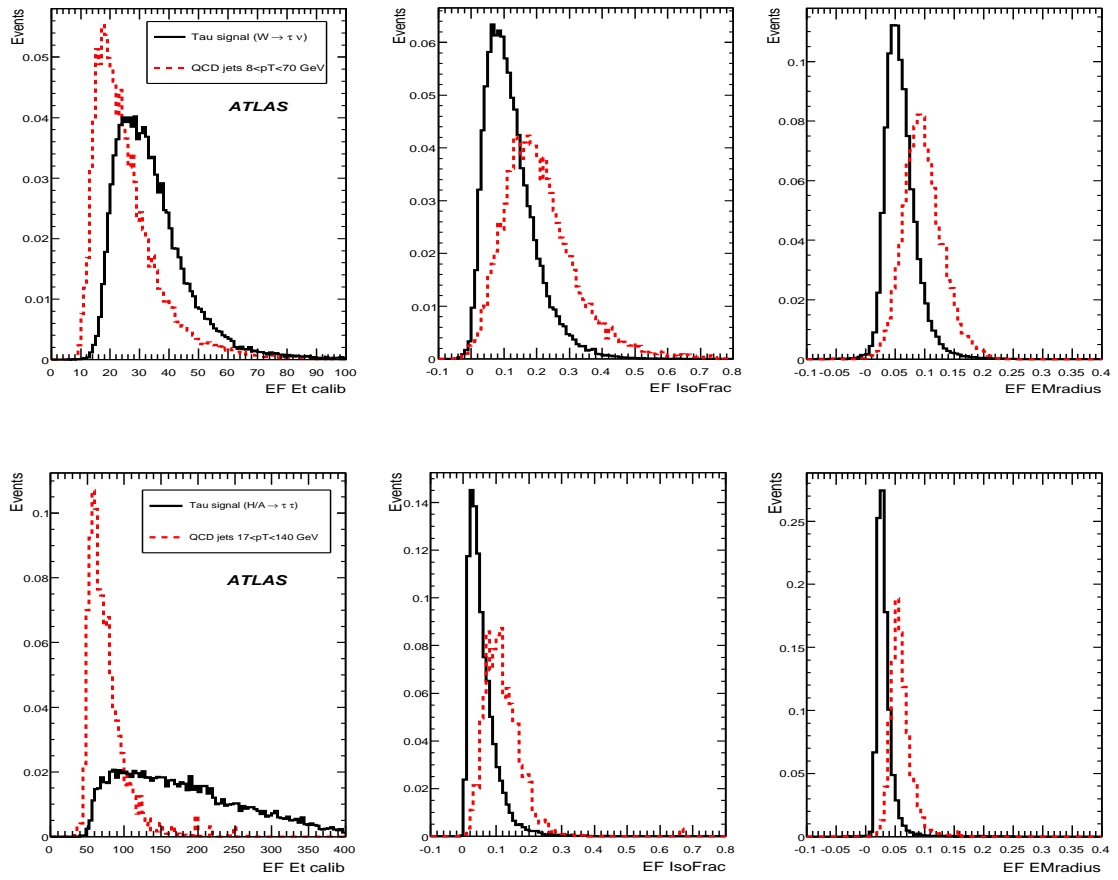 Events
0.05
0.04
0.03
0.02
0.01
0
Tau signal (W → τ ν)
QCD jets 8<pT<70 GeV
ATLAS
0 10 20 30 40 50 60 70 80 90 100
EF Et calib
Events
0.06
0.05
0.04
0.03
0.02
0.01
0
-0.1 0 0.1 0.2 0.3 0.4 0.5 0.6 0.7 0.8
EF IsoFrac
Events
0.1
0.08
0.06
0.04
0.02
0
-0.1 -0.05 0 0.05 0.1 0.15 0.2 0.25 0.3 0.35 0.4
EF EMradius
Events
0.1
0.08
0.06
0.04
0.02
0
Tau signal (H/A → τ τ)
QCD jets 17<pT<140 GeV
ATLAS
0 50 100 150 200 250 300 350 400
EF Et calib
Events
0.14
0.12
0.1
0.08
0.06
0.04
0.02
0
-0.1 0 0.1 0.2 0.3 0.4 0.5 0.6 0.7 0.8
EF IsoFrac
Events
0.25
0.2
0.15
0.1
0.05
0
-0.1 -0.05 0 0.05 0.1 0.15 0.2 0.25 0.3 0.35 0.4
EF EMradius